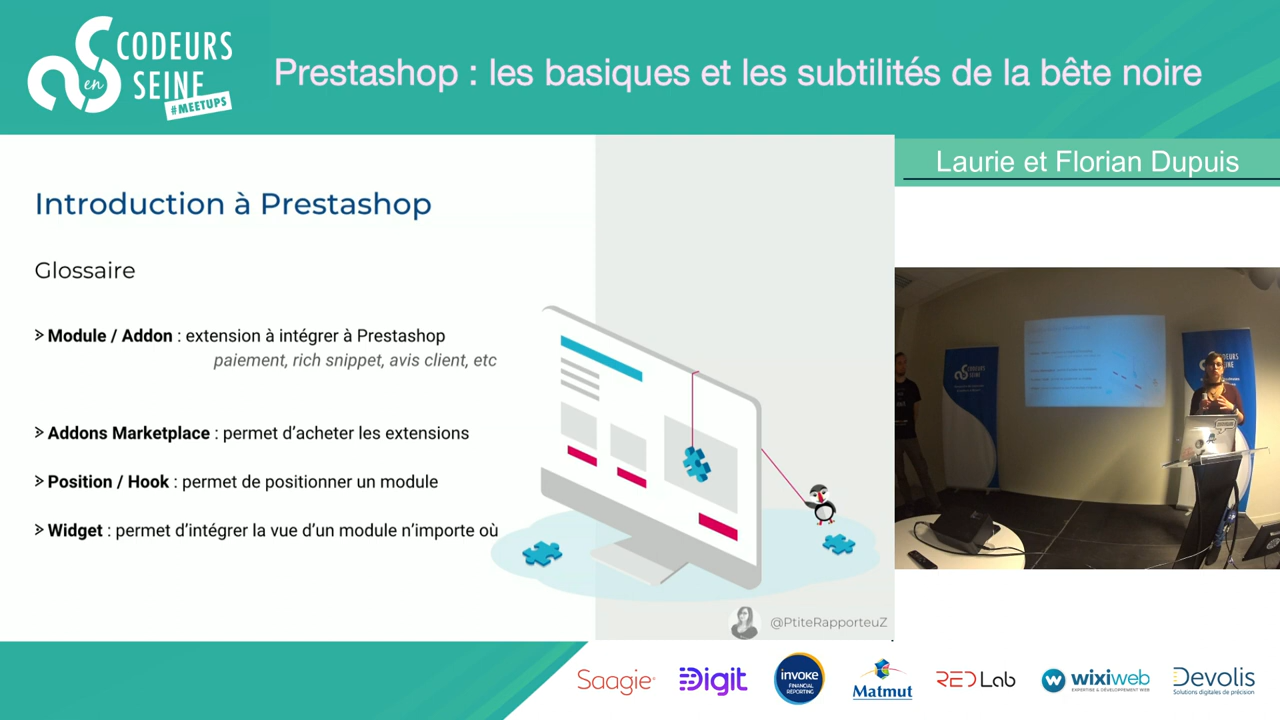 CODEURS
en
SEINE
#MEETUPS
Prestashop : les basiques et les subtilités de la bête noire
Laurie et Florian Dupuis
Introduction à Prestashop
Glossaire
> Module / Addon : extension à intégrer à Prestashop
paiement, rich snippet, avis client, etc
> Addons Marketplace : permet d'acheter les extensions
> Position / Hook : permet de positionner un module
> Widget : permet d'intégrer la vue d'un module n'importe où
@PtiteRapporteuZ
CODEURS
SEINE
CODEURS
Saagie
Digit
invoke
FINANCIAL
REPORTING
Matmut
RED Lab
wixiweb
EXPERTISE & DÉVELOPPEMENT WEB
Devolis
Solutions digitales de précision